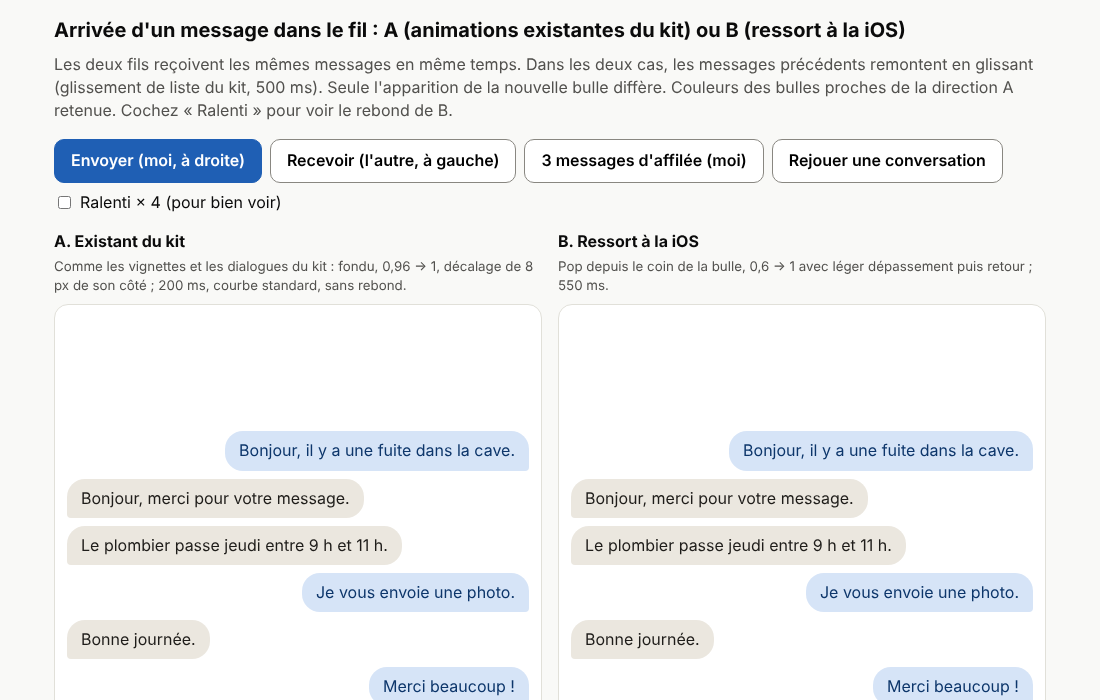 Arrivée d'un message dans le fil : A (animations existantes du kit) ou B (ressort à la iOS)
Les deux fils reçoivent les mêmes messages en même temps. Dans les deux cas, les messages précédents remontent en glissant
(glissement de liste du kit, 500 ms). Seule l'apparition de la nouvelle bulle diffère. Couleurs des bulles proches de la direction A
retenue. Cochez « Ralenti » pour voir le rebond de B.
Envoyer (moi, à droite)
Recevoir (l'autre, à gauche)
3 messages d'affilée (moi)
Rejouer une conversation
Ralenti × 4 (pour bien voir)
A. Existant du kit
Comme les vignettes et les dialogues du kit : fondu, 0,96 → 1, décalage de 8
px de son côté ; 200 ms, courbe standard, sans rebond.
Bonjour, il y a une fuite dans la cave.
Bonjour, merci pour votre message.
Le plombier passe jeudi entre 9 h et 11 h.
Je vous envoie une photo.
Bonne journée.
Merci beaucoup !
B. Ressort à la iOS
Pop depuis le coin de la bulle, 0,6 → 1 avec léger dépassement puis retour ;
550 ms.
Bonjour, il y a une fuite dans la cave.
Bonjour, merci pour votre message.
Le plombier passe jeudi entre 9 h et 11 h.
Je vous envoie une photo.
Bonne journée.
Merci beaucoup !